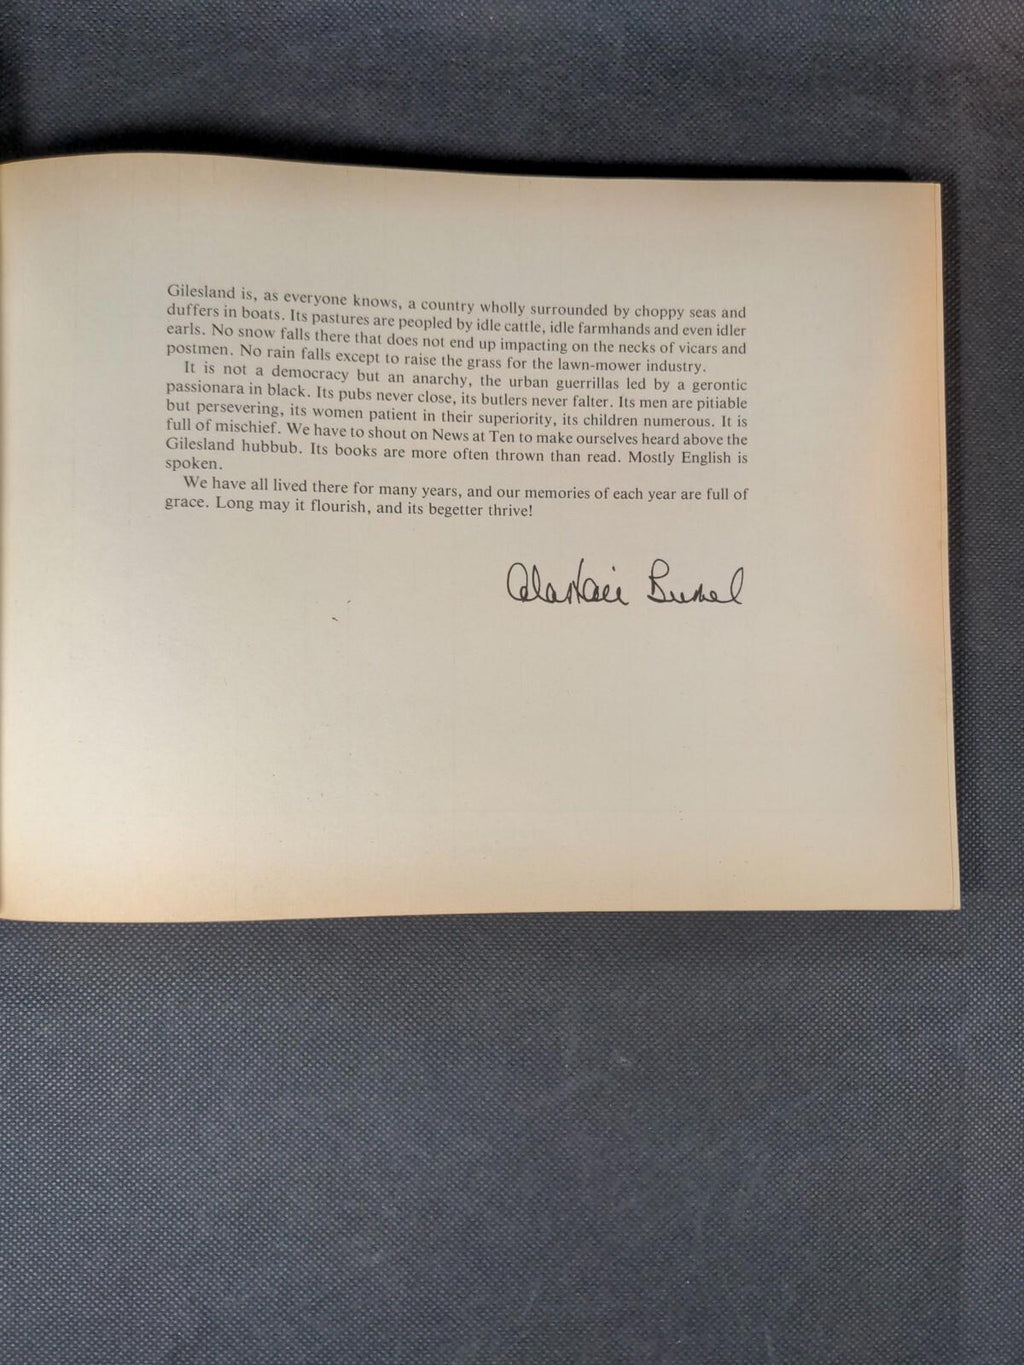 Gilesland is, as everyone knows, a country wholly surrounded by choppy seas and
duffers in boats. Its pastures are peopled by idle cattle, idle farmhands and even idler
earls. No snow falls there that does not end up impacting on the necks of vicars and
postmen. No rain falls except to raise the grass for the lawn-mower industry.
It is not a democracy but an anarchy, the urban guerrillas led by a gerontic
passionara in black. Its pubs never close, its butlers never falter. Its men are pitiable
but persevering, its women patient in their superiority, its children numerous. It is
full of mischief. We have to shout on News at Ten to make ourselves heard above the
Gilesland hubbub. Its books are more often thrown than read. Mostly English is
spoken.
We have all lived there for many years, and our memories of each year are full of
grace. Long may it flourish, and its begetter thrive!
Alastair Burnet